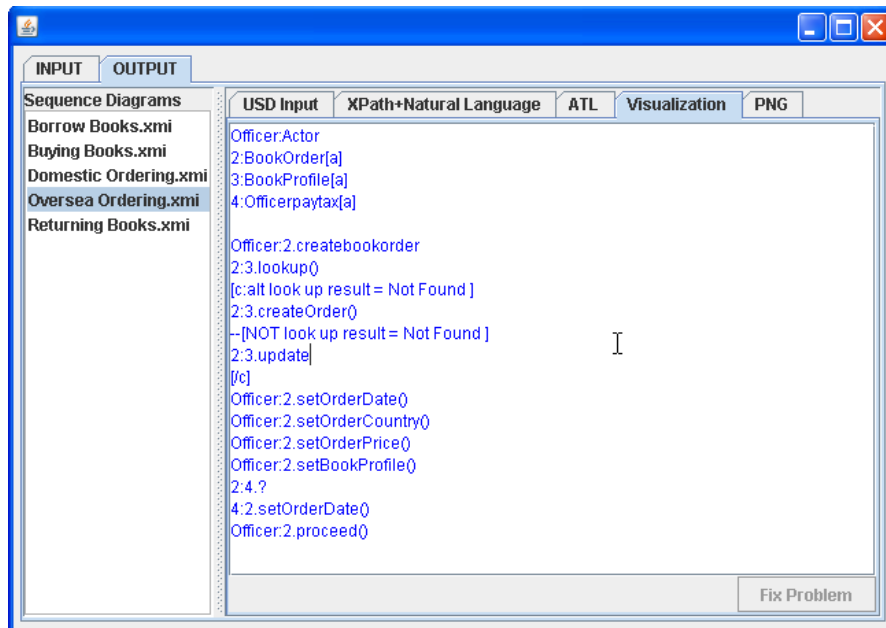 INPUT OUTPUT
Sequence Diagrams
Borrow Books.xmi
Buying Books.xmi
Domestic Ordering.xmi
Oversea Ordering.xmi
Returning Books.xmi
USD Input XPath+Natural Language ATL Visualization PNG
Officer:Actor
2:BookOrder[a]
3:BookProfile[a]
4:Officerpaytax[a]
Officer:2.createbookorder
2:3.lookup()
[c:alt look up result = Not Found ]
2:3.createOrder()
--[NOT look up result = Not Found ]
2:3.update
[/c]
Officer:2.setOrderDate()
Officer:2.setOrderCountry()
Officer:2.setOrderPrice()
Officer:2.setBookProfile()
2:4.?
4:2.setOrderDate()
Officer:2.proceed()
Fix Problem